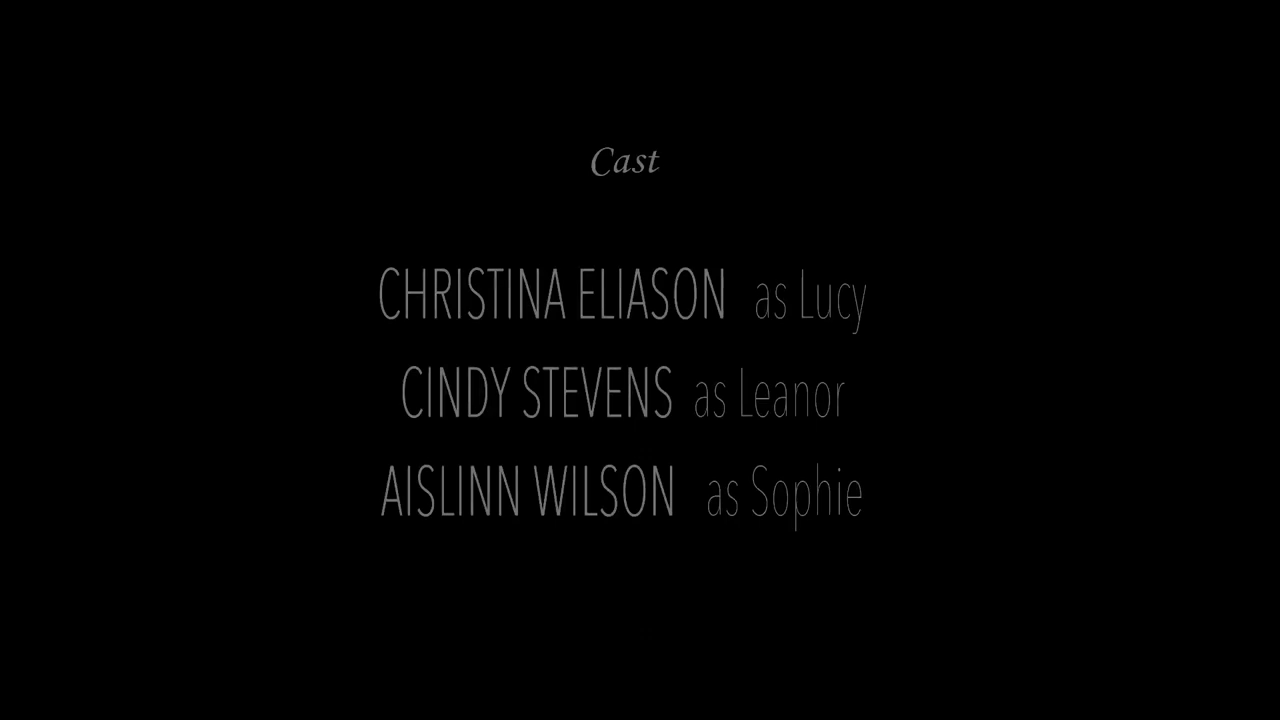 Cast
CHRISTINA ELIASON as Lucy
CINDY STEVENS as Leanor
AISLINN WILSON as Sophie